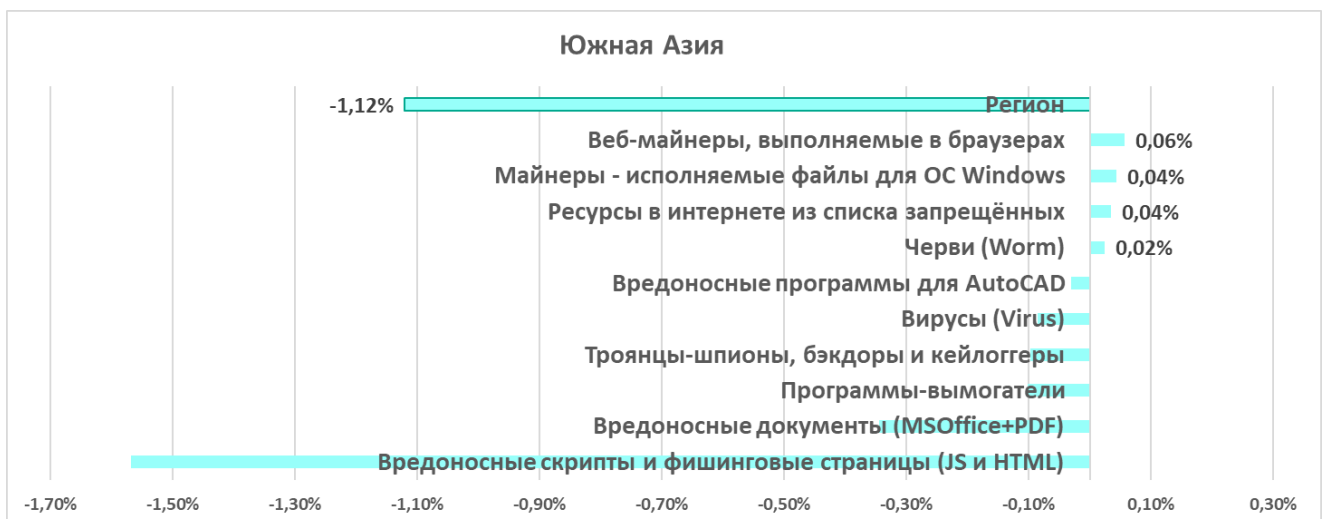 Южная Азия
-1,12% Регион
Веб-майнеры, выполняемые в браузерах 0,06%
Майнеры - исполняемые файлы для ОС Windows 0,04%
Ресурсы в интернете из списка запрещённых 0,04%
Черви (Worm) 0,02%
Вредоносные программы для AutoCAD
Вирусы (Virus)
Троянцы-шпионы, бэкдоры и кейлоггеры
Программы-вымогатели
Вредоносные документы (MSOffice+PDF)
Вредоносные скрипты и фишинговые страницы (JS и HTML)
-1,70% -1,50% -1,30% -1,10% -0,90% -0,70% -0,50% -0,30% -0,10% 0,10% 0,30%